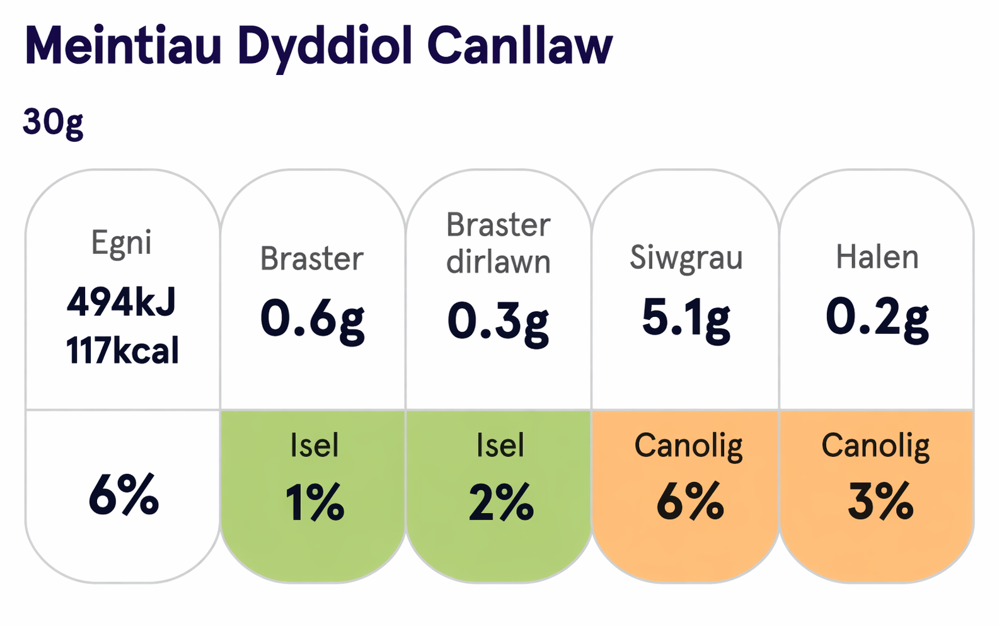 Meintiau Dyddiol Canllaw
30g
Egni
494kJ
117kcal
6%
Braster
0.6g
Isel
1%
Braster
dirlawn
0.3g
Isel
2%
Siwgrau
5.1g
Canolig
6%
Halen
0.2g
Canolig
3%